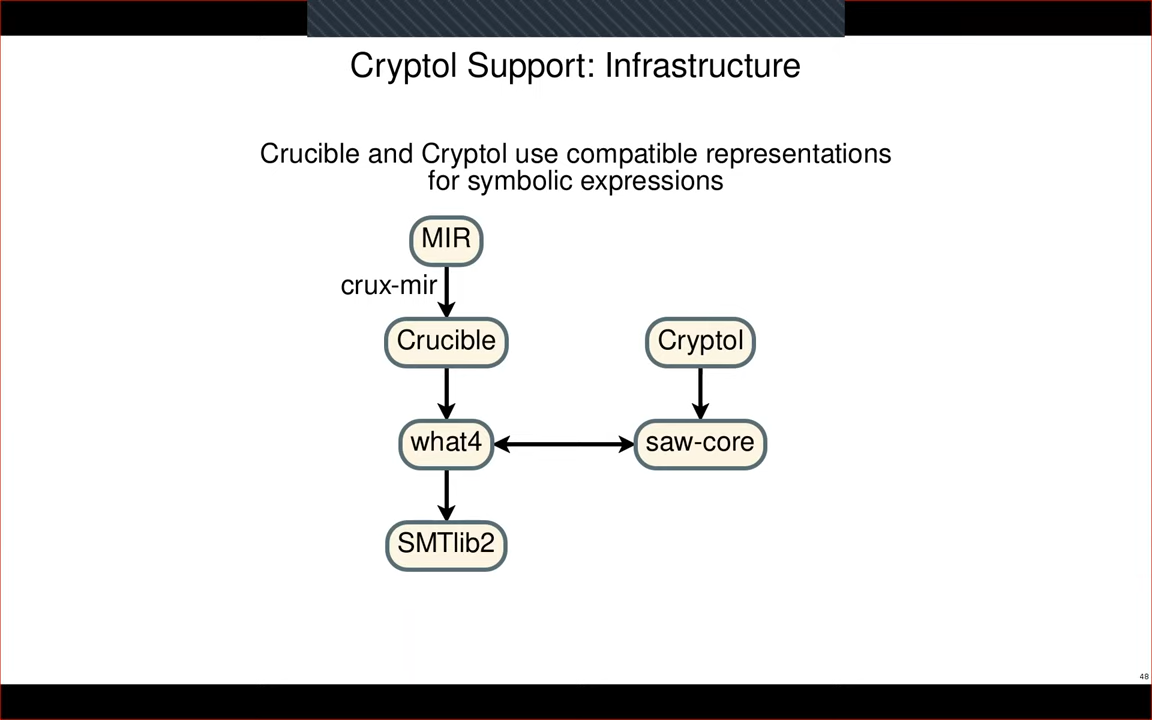 Cryptol Support: Infrastructure
Crucible and Cryptol use compatible representations
for symbolic expressions
MIR
crux-mir
Crucible
Cryptol
what4
saw-core
SMTlib2
48